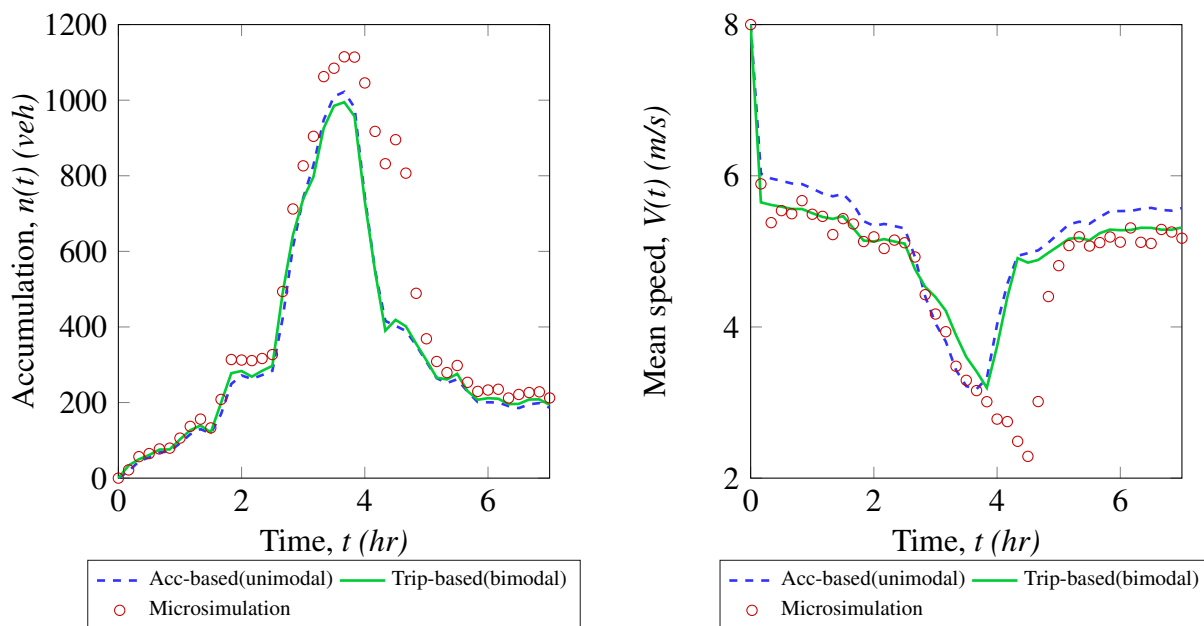 1200
1000
800
600
400
200
0
Accumulation, n(t) (veh)
0 2 4 6
Time, t (hr)
Acc-based(unimodal) Trip-based(bimodal)
Microsimulation
8
6
4
2
Mean speed, V(t) (m/s)
0 2 4 6
Time, t (hr)
Acc-based(unimodal) Trip-based(bimodal)
Microsimulation